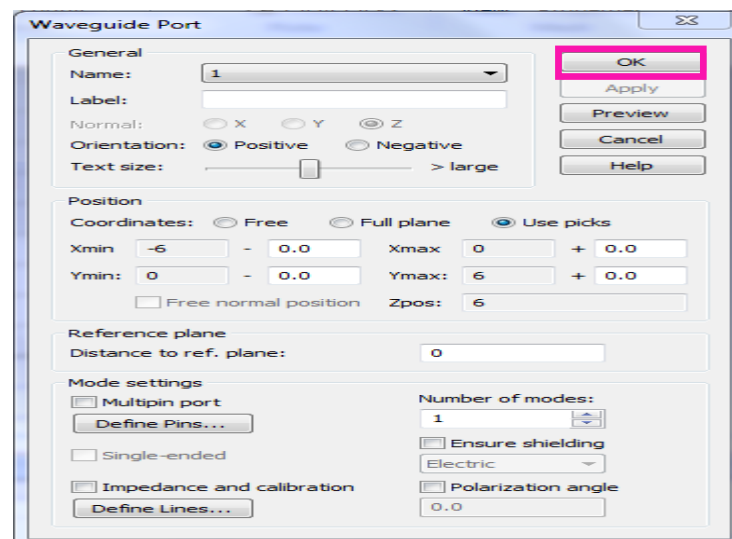 Waveguide Port
General
Name: 1
Label:
Normal: X Y Z
Orientation: Positive Negative
Text size: > large
OK
Apply
Preview
Cancel
Help
Position
Coordinates: Free Full plane Use picks
Xmin -6 - 0.0 Xmax 0 + 0.0
Ymin: 0 - 0.0 Ymax: 6 + 0.0
Free normal position Zpos: 6
Reference plane
Distance to ref. plane: 0
Mode settings
Multipin port
Define Pins...
Single-ended
Impedance and calibration
Define Lines...
Number of modes:
1
Ensure shielding
Electric
Polarization angle
0.0